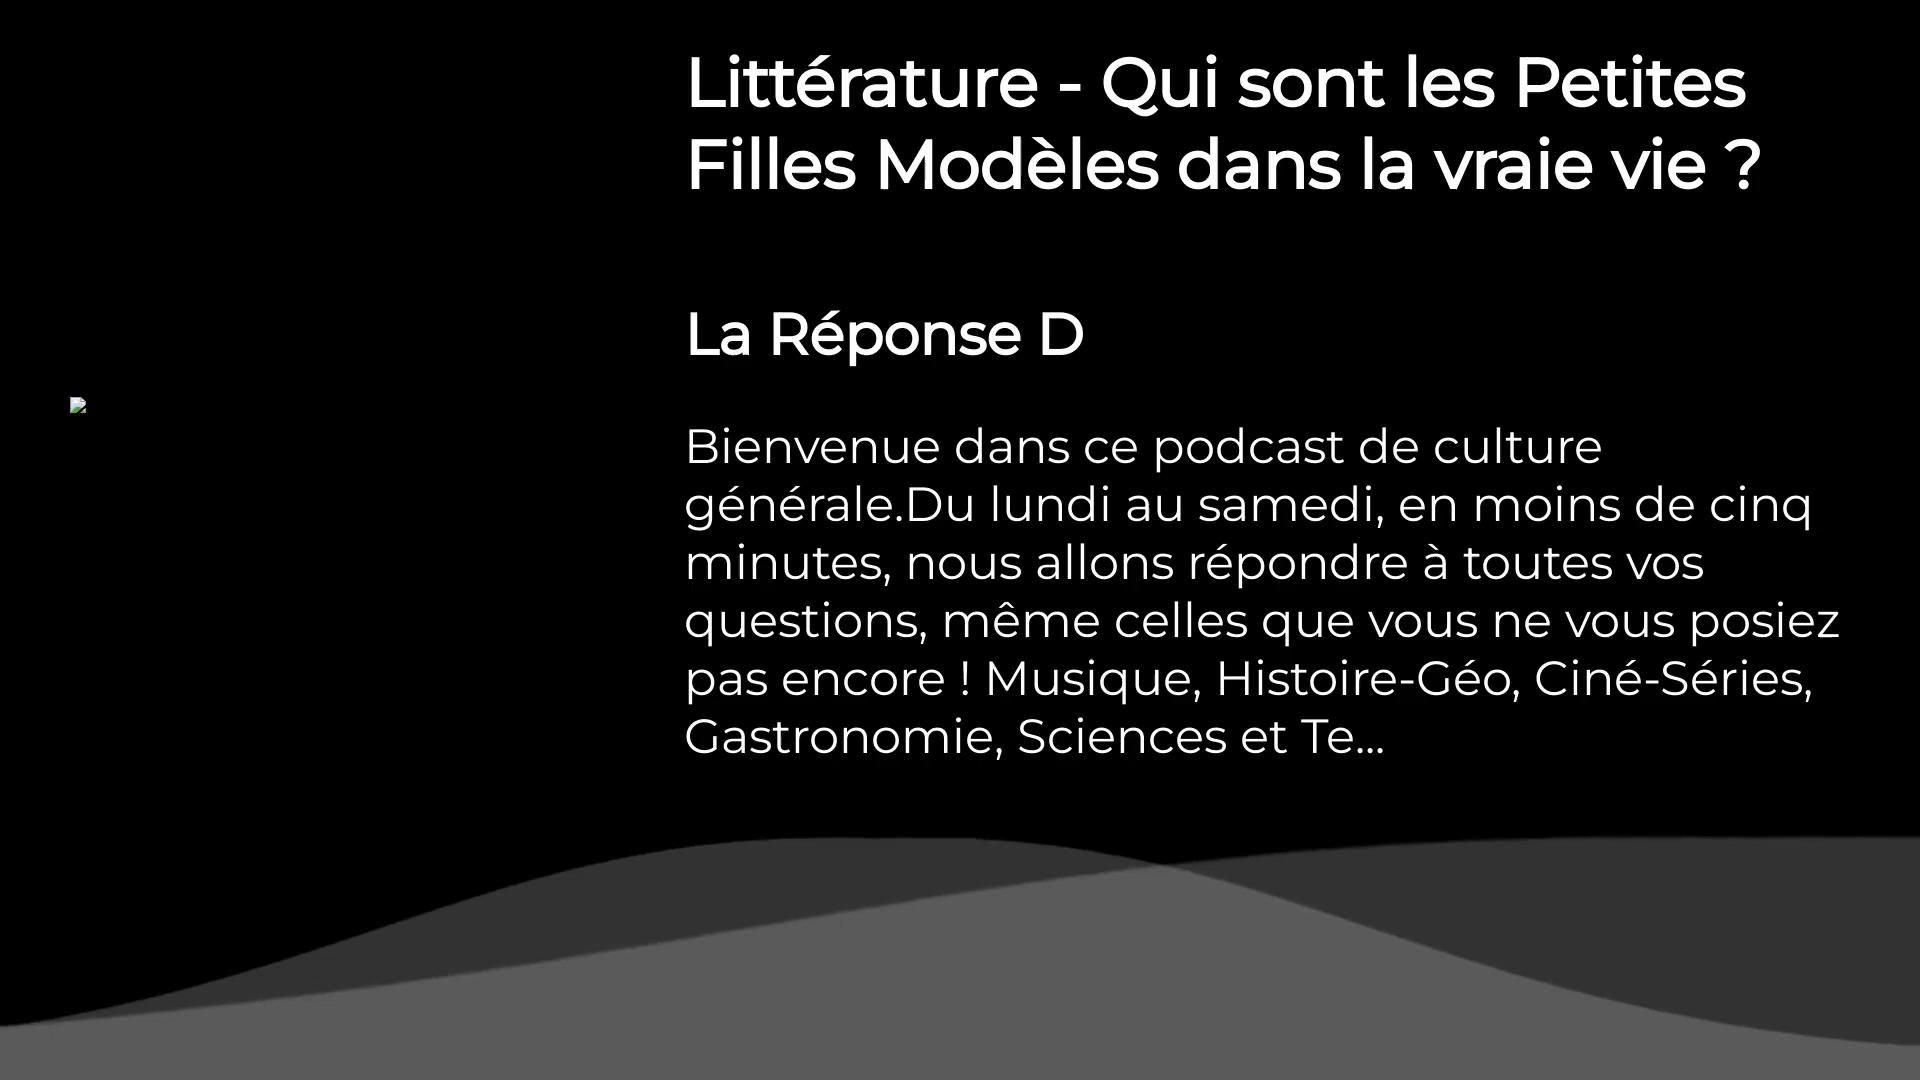 Littérature - Qui sont les Petites
Filles Modèles dans la vraie vie ?
La Réponse D
Bienvenue dans ce podcast de culture
générale.Du lundi au samedi, en moins de cinq
minutes, nous allons répondre à toutes vos
questions, même celles que vous ne vous posiez
pas encore ! Musique, Histoire-Géo, Ciné-Séries,
Gastronomie, Sciences et Te...